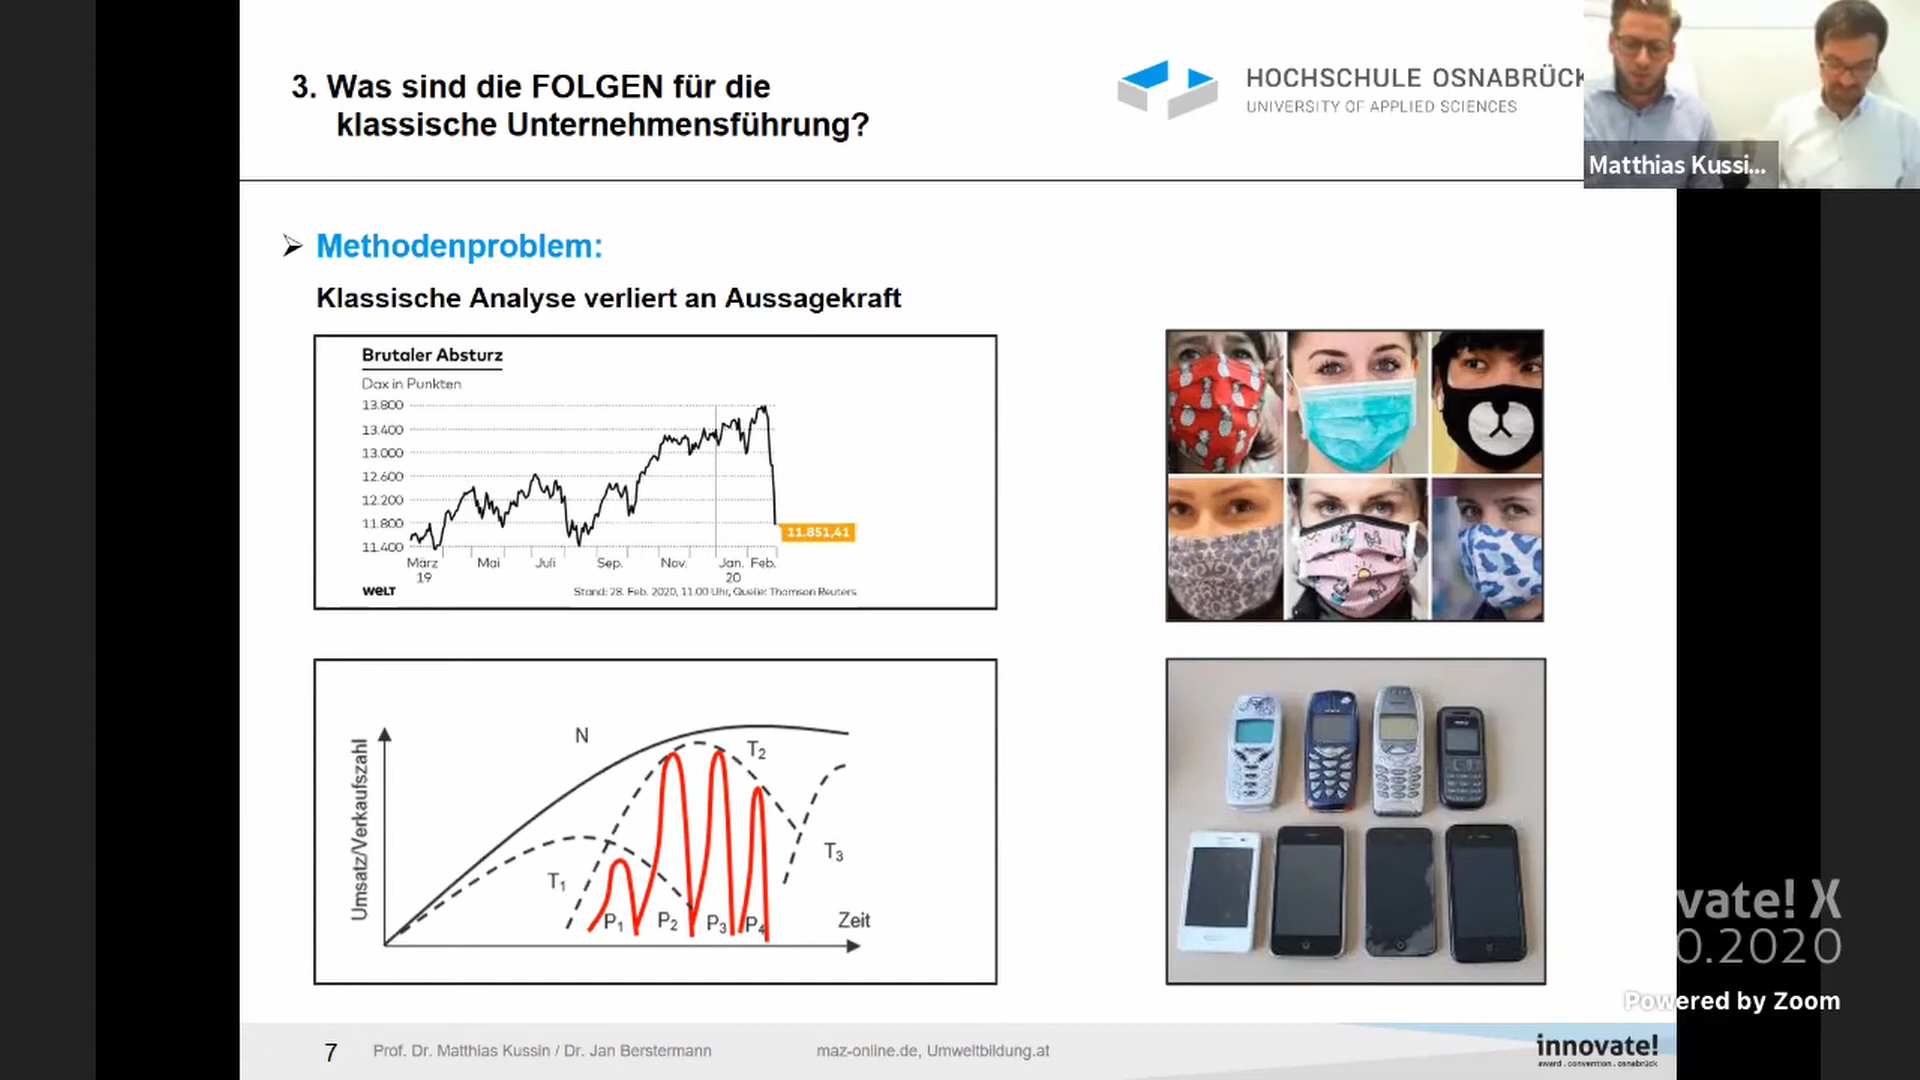 3. Was sind die FOLGEN für die
klassische Unternehmensführung?
HOCHSCHULE OSNABRÜCK
UNIVERSITY OF APPLIED SCIENCES
Matthias Kussi...
Methodenproblem:
Klassische Analyse verliert an Aussagekraft
Brutaler Absturz
Dax in Punkten
13.800
13.400
13.000
12.600
12.200
11.800
11.400
11.851,41
März Mai Juli Sep. Nov. Jan. Feb.
19 20
WELT Stand: 28. Feb. 2020, 11.00 Uhr, Quelle: Thomson Reuters
Umsatz/Verkaufszahl
N
T2
T3
T1
P1 P2 P3 P4
Zeit
vate! X
0.2020
Powered by Zoom
7 Prof. Dr. Matthias Kussin / Dr. Jan Berstermann maz-online.de, Umweltbildung.at
innovate!
award . convention . osnabrück